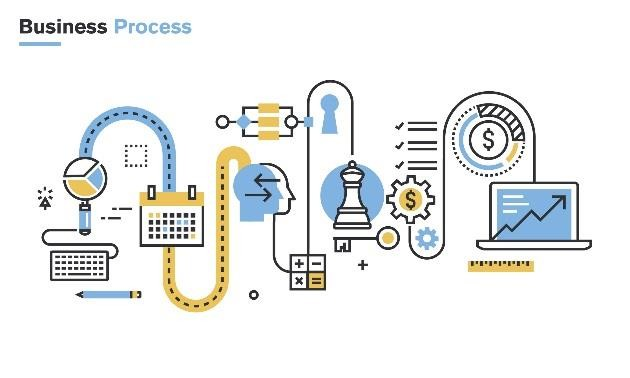 Business Process
$
$
+ -
x =